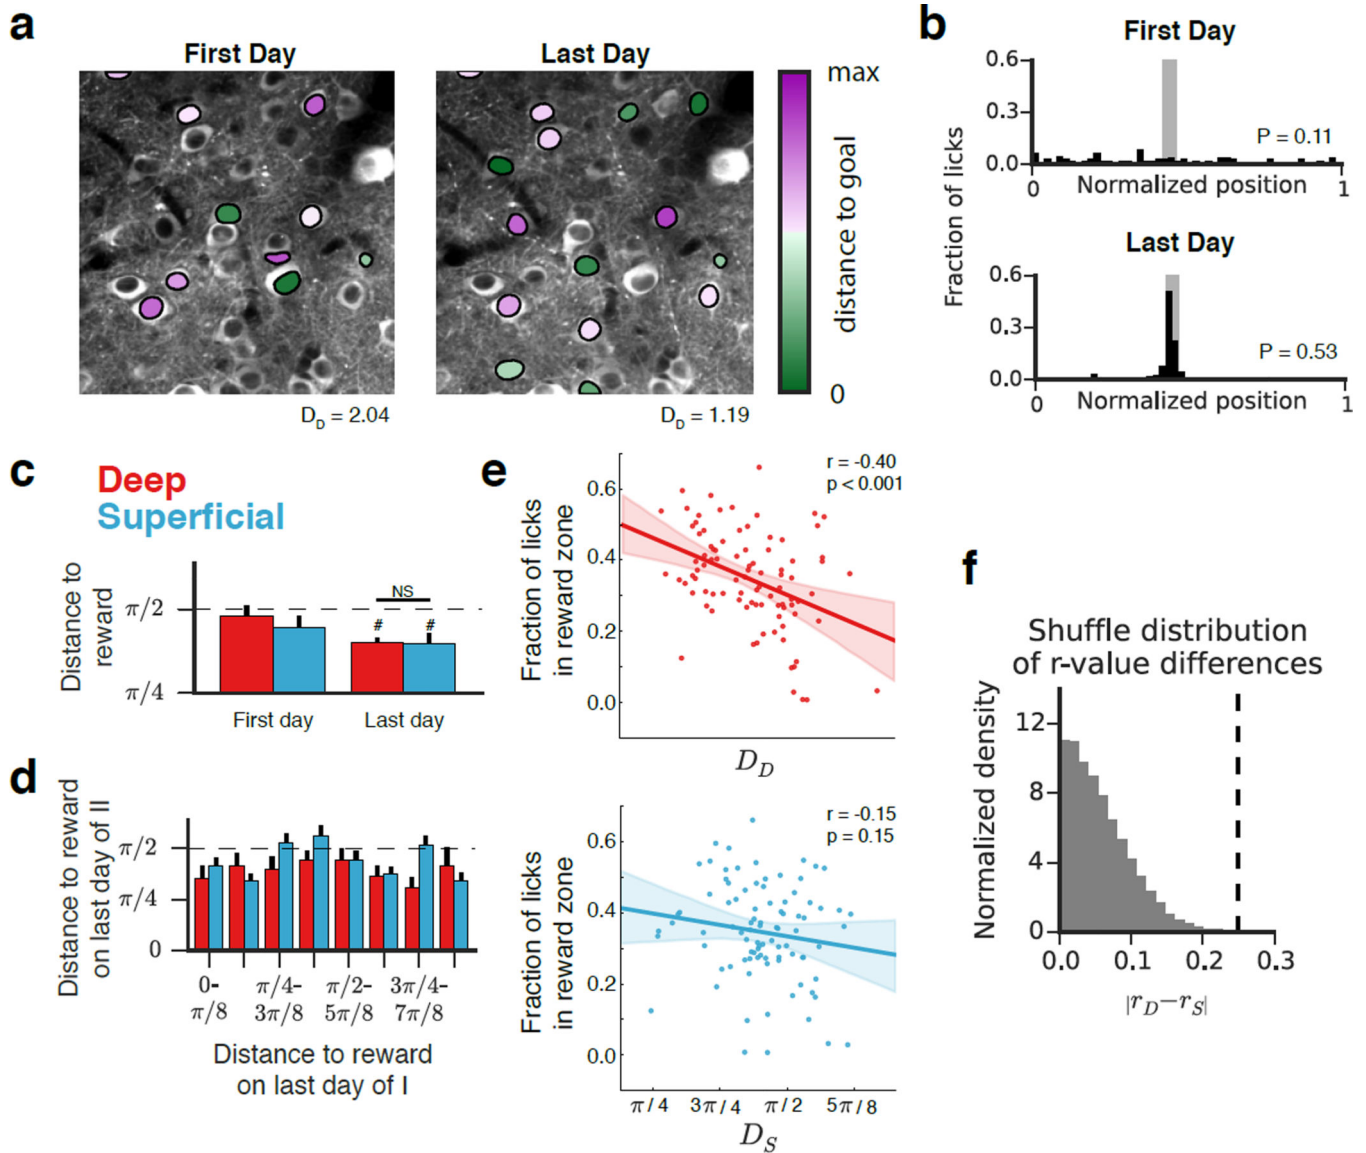 a
First Day
Last Day
max
distance to goal
0
D_D = 2.04
D_D = 1.19
b
First Day
0.6
0.3
0.0
P = 0.11
0
Normalized position
1
Fraction of licks
Last Day
0.6
0.3
0.0
P = 0.53
0
Normalized position
1
c
Deep
Superficial
Distance to
reward
π/2
π/4
NS
#
#
First day
Last day
d
Distance to reward
on last day of II
π/2
π/4
0
0-
π/8
π/4-
3π/8
π/2-
5π/8
3π/4-
7π/8
Distance to reward
on last day of I
e
Fraction of licks
in reward zone
0.6
0.4
0.2
0.0
r = -0.40
p < 0.001
D_D
Fraction of licks
in reward zone
0.6
0.4
0.2
0.0
r = -0.15
p = 0.15
π/4
3π/4
π/2
5π/8
D_S
f
Shuffle distribution
of r-value differences
Normalized density
12
8
4
0
0.0
0.1
0.2
0.3
|r_D−r_S|